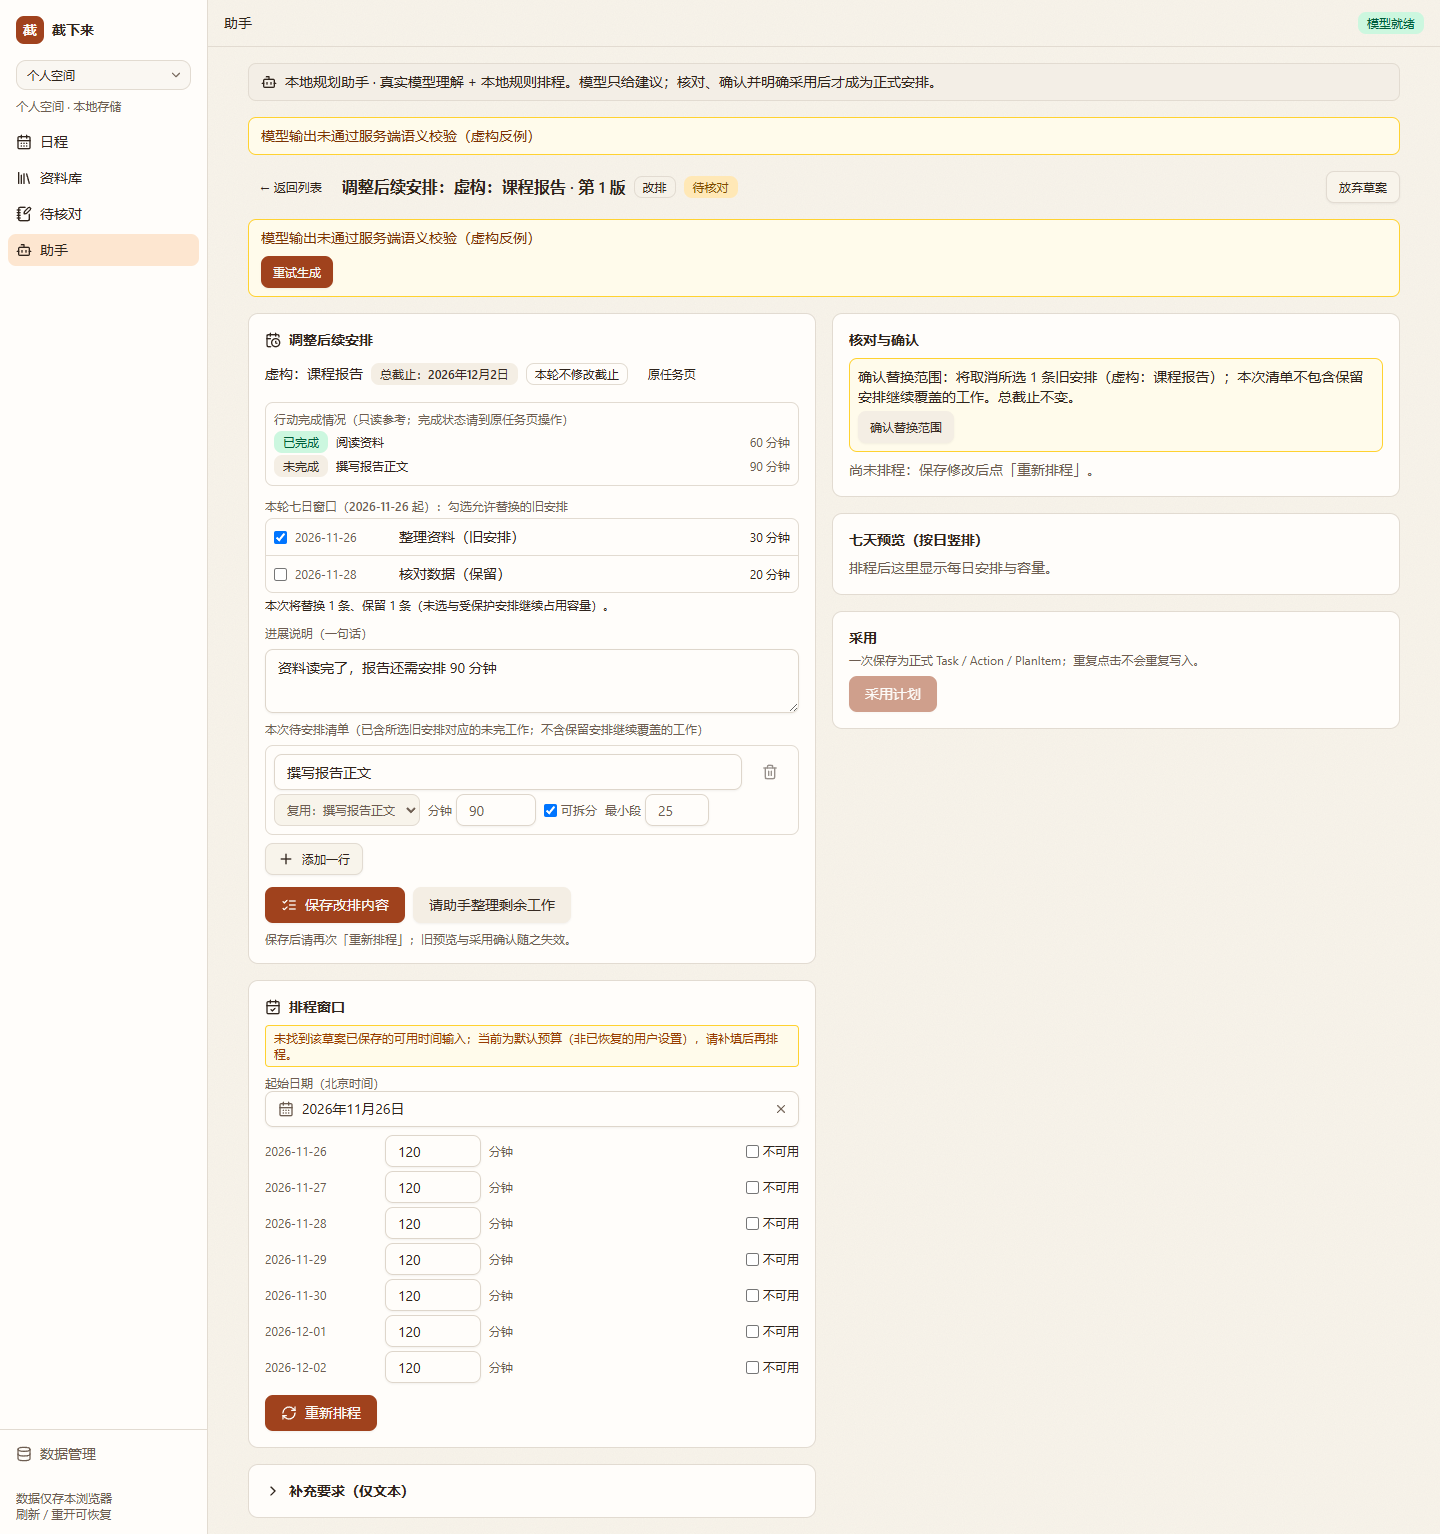 截 截下来
个人空间
个人空间 · 本地存储
日程
资料库
待核对
助手
数据管理
数据仅存本浏览器
刷新 / 重开可恢复
助手
模型就绪
本地规划助手 · 真实模型理解 + 本地规则排程。模型只给建议；核对、确认并明确采用后才成为正式安排。
模型输出未通过服务端语义校验（虚构反例）
← 返回列表 调整后续安排：虚构：课程报告 · 第 1 版 改排 待核对 放弃草案
模型输出未通过服务端语义校验（虚构反例）
重试生成
调整后续安排
虚构：课程报告 总截止：2026年12月2日 本轮不修改截止 原任务页
行动完成情况（只读参考；完成状态请到原任务页操作）
已完成 阅读资料 60 分钟
未完成 撰写报告正文 90 分钟
本轮七日窗口（2026-11-26 起）：勾选允许替换的旧安排
2026-11-26 整理资料（旧安排） 30 分钟
2026-11-28 核对数据（保留） 20 分钟
本次将替换 1 条、保留 1 条（未选与受保护安排继续占用容量）。
进展说明（一句话）
资料读完了，报告还需安排 90 分钟
本次待安排清单（已含所选旧安排对应的未完工作；不含保留安排继续覆盖的工作）
撰写报告正文
复用：撰写报告正文 分钟 90 可拆分 最小段 25
添加一行
保存改排内容 请助手整理剩余工作
保存后请再次「重新排程」；旧预览与采用确认随之失效。
排程窗口
未找到该草案已保存的可用时间输入；当前为默认预算（非已恢复的用户设置），请补填后再排
程。
起始日期（北京时间）
2026年11月26日
2026-11-26 120 分钟 不可用
2026-11-27 120 分钟 不可用
2026-11-28 120 分钟 不可用
2026-11-29 120 分钟 不可用
2026-11-30 120 分钟 不可用
2026-12-01 120 分钟 不可用
2026-12-02 120 分钟 不可用
重新排程
补充要求（仅文本）
核对与确认
确认替换范围：将取消所选 1 条旧安排（虚构：课程报告）；本次清单不包含保留
安排继续覆盖的工作。总截止不变。
确认替换范围
尚未排程：保存修改后点「重新排程」。
七天预览（按日竖排）
排程后这里显示每日安排与容量。
采用
一次保存为正式 Task / Action / PlanItem；重复点击不会重复写入。
采用计划